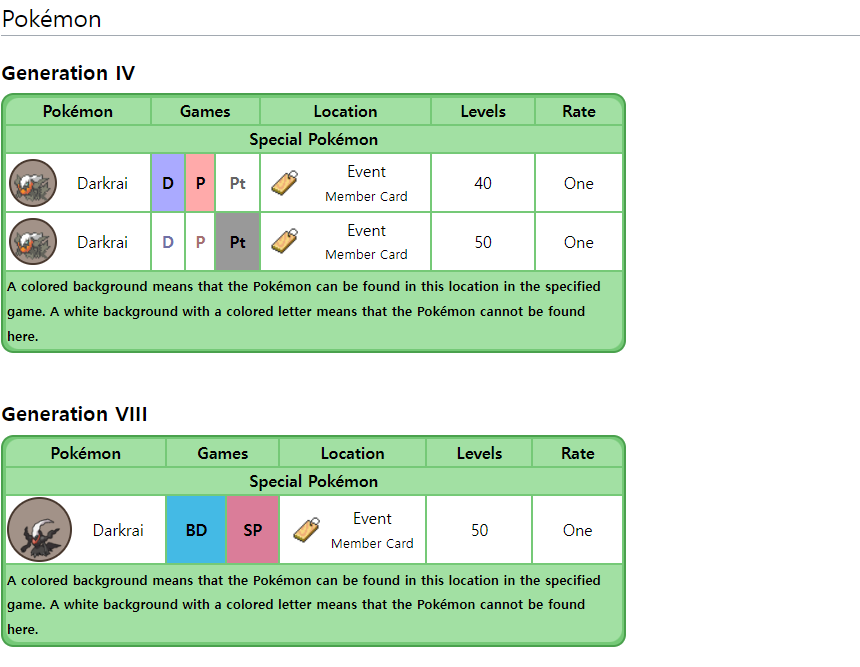 Pokémon
Generation IV
Pokémon Games Location Levels Rate
Special Pokémon
Darkrai D P Pt Event Member Card 40 One
Darkrai D P Pt Event Member Card 50 One
A colored background means that the Pokémon can be found in this location in the specified
game. A white background with a colored letter means that the Pokémon cannot be found
here.
Generation VIII
Pokémon Games Location Levels Rate
Special Pokémon
Darkrai BD SP Event Member Card 50 One
A colored background means that the Pokémon can be found in this location in the specified
game. A white background with a colored letter means that the Pokémon cannot be found
here.